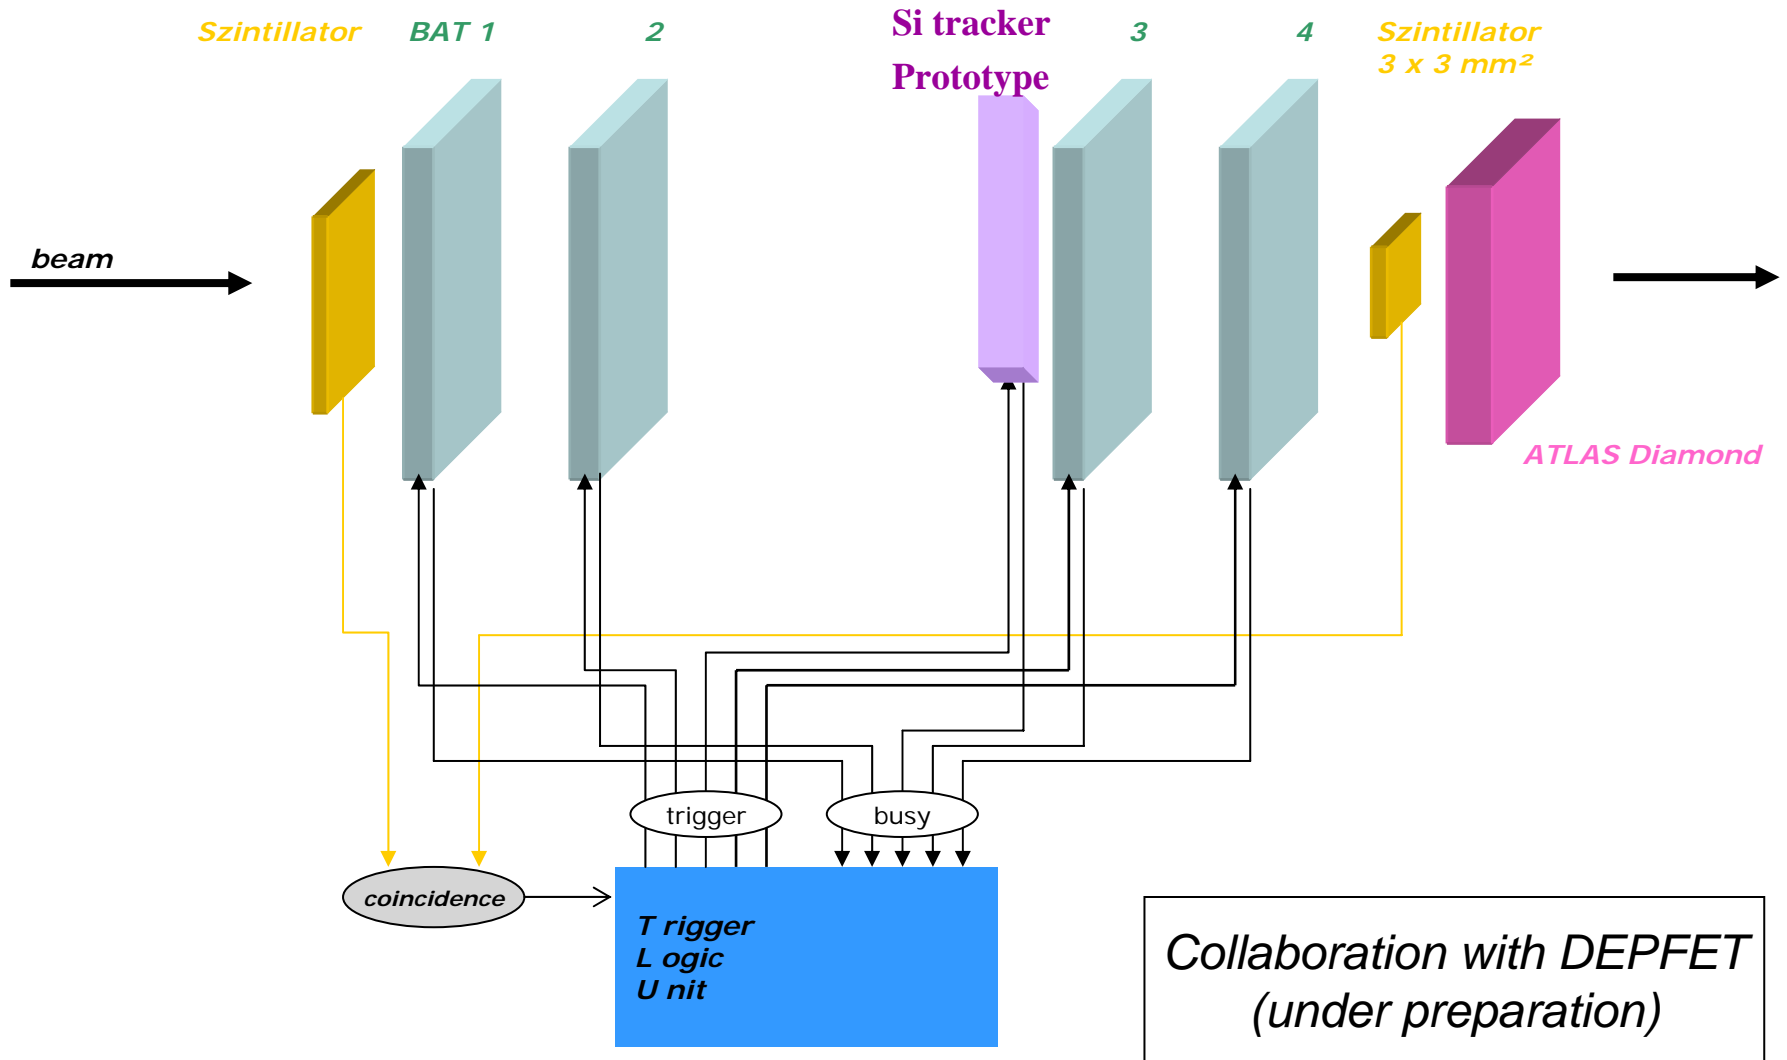 Szintillator
BAT 1
2
Si tracker
Prototype
3
4
Szintillator
3 x 3 mm²
beam
ATLAS Diamond
trigger
busy
coincidence
T rigger
L ogic
U nit
Collaboration with DEPFET
(under preparation)